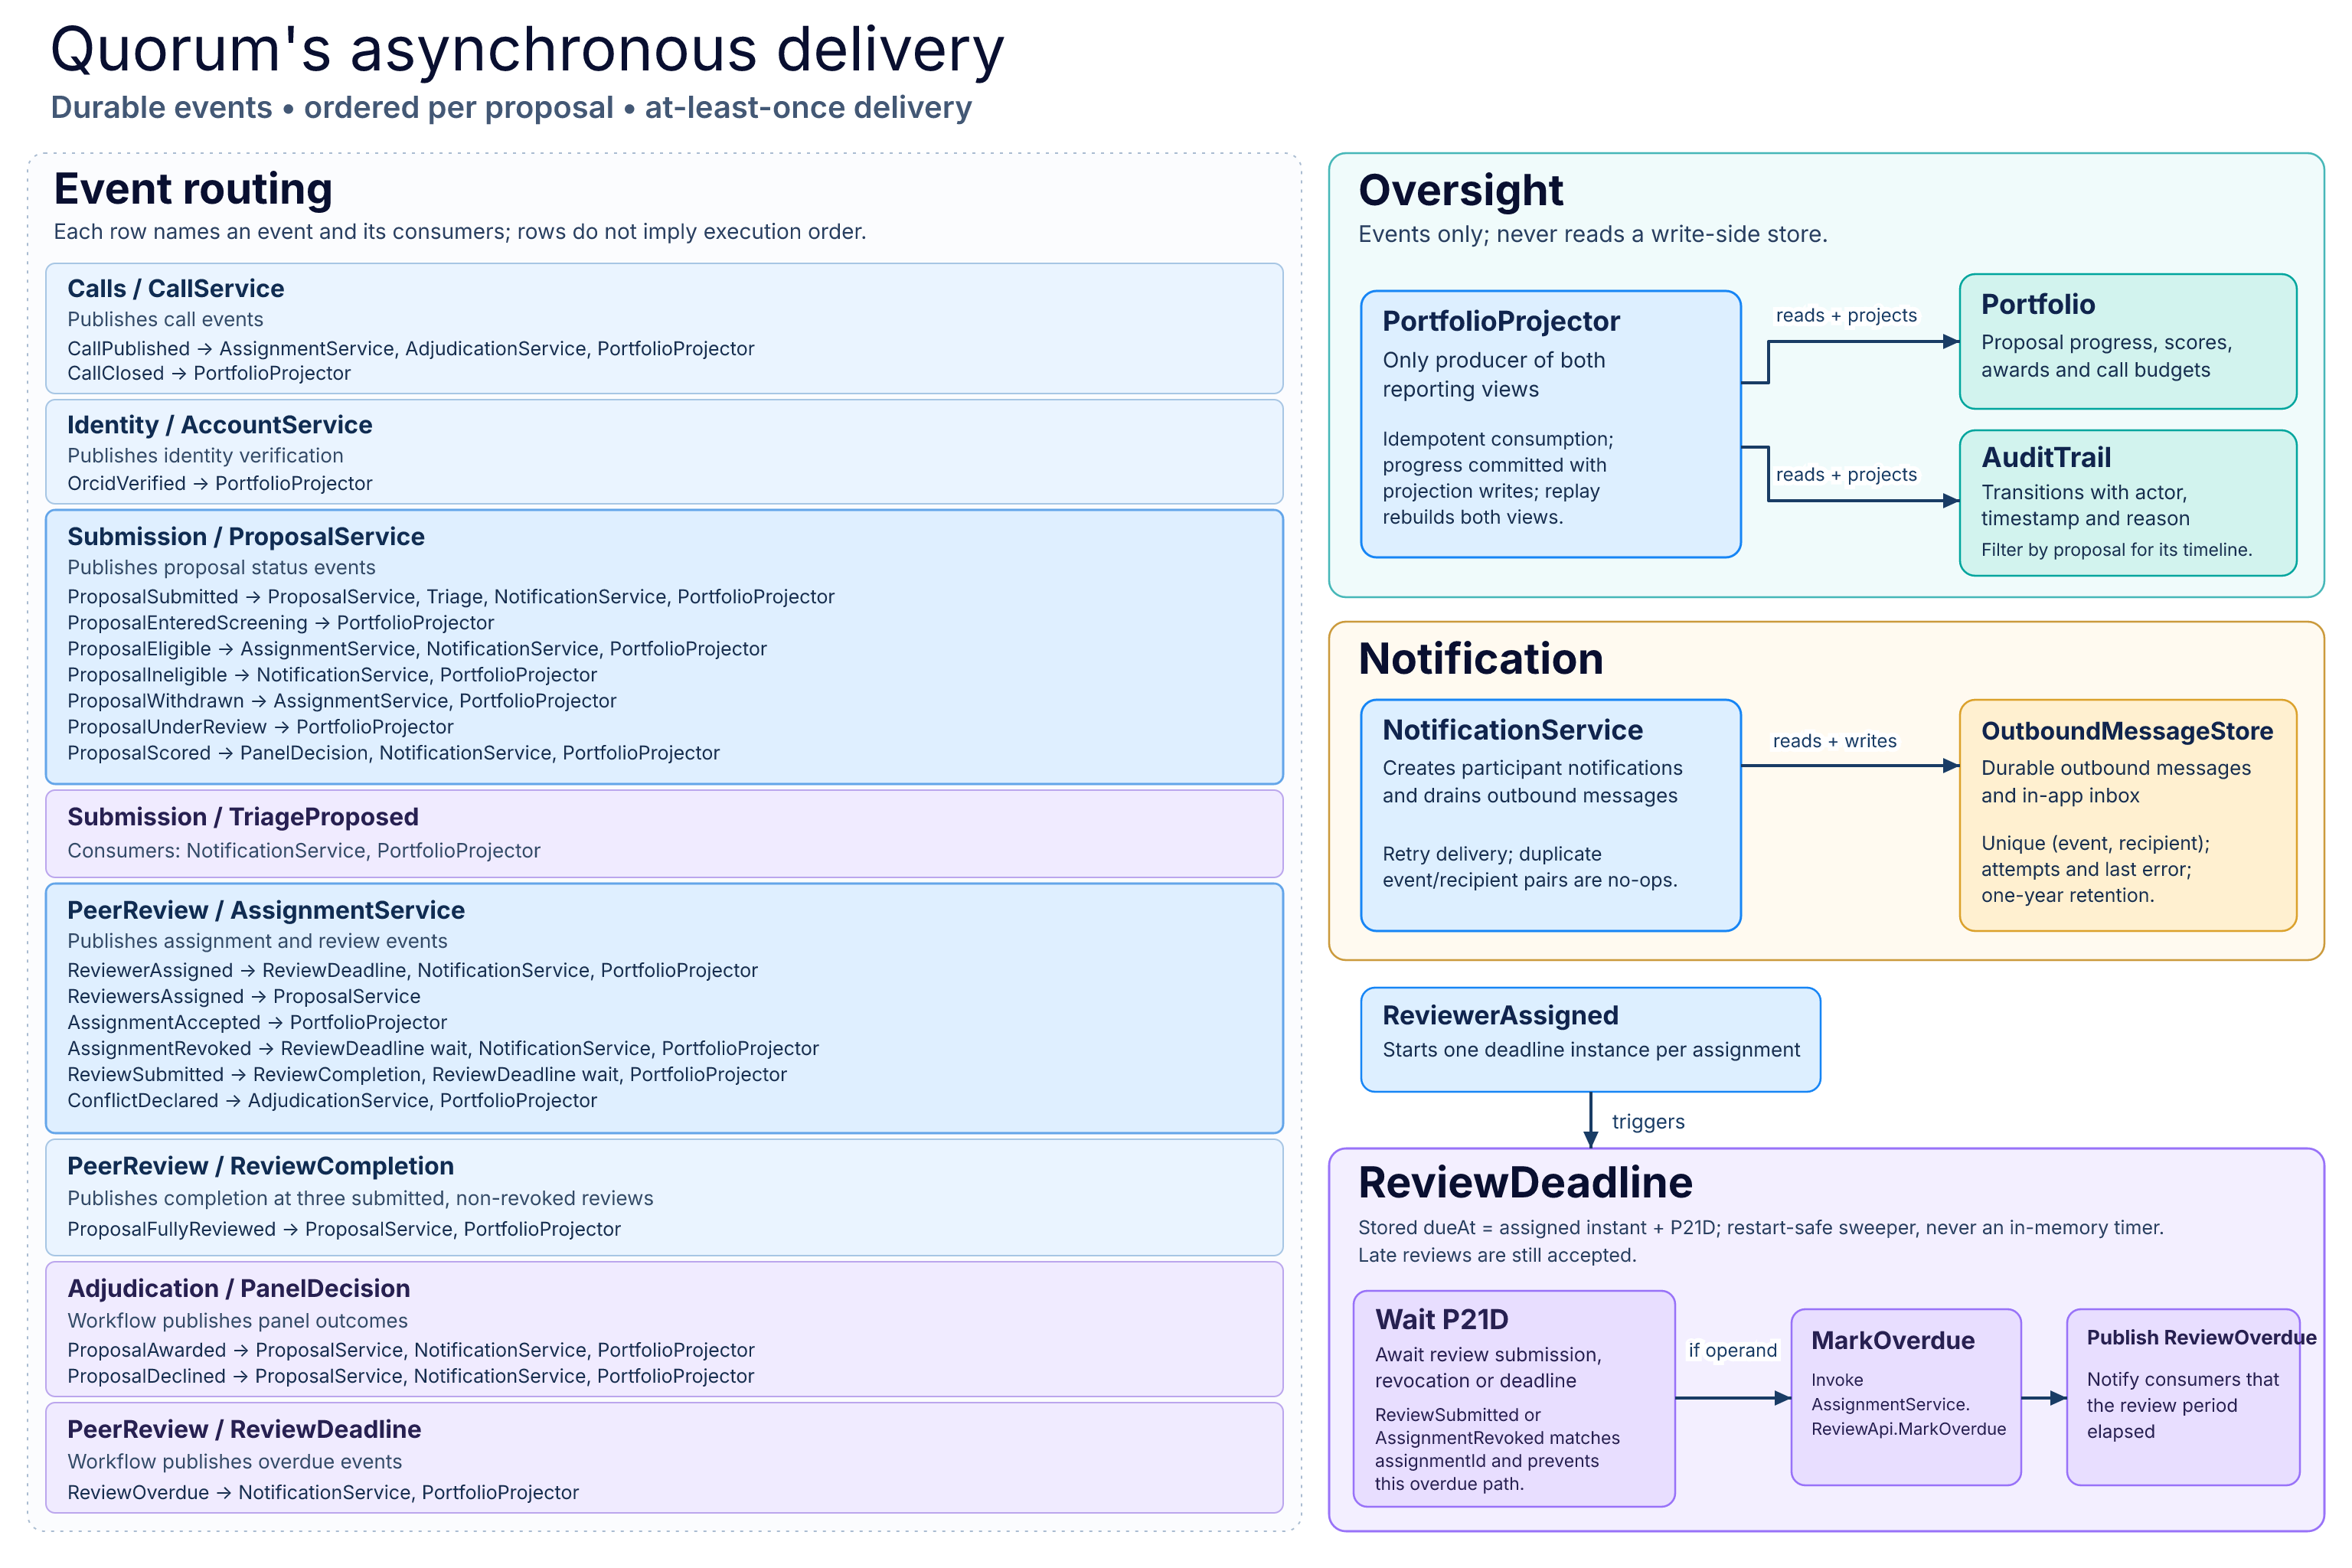 Quorum's asynchronous delivery
Durable events • ordered per proposal • at-least-once delivery
Event routing
Each row names an event and its consumers; rows do not imply execution order.
Calls / CallService
Publishes call events
CallPublished → AssignmentService, AdjudicationService, PortfolioProjector
CallClosed → PortfolioProjector
Identity / AccountService
Publishes identity verification
OrcidVerified → PortfolioProjector
Submission / ProposalService
Publishes proposal status events
ProposalSubmitted → ProposalService, Triage, NotificationService, PortfolioProjector
ProposalEnteredScreening → PortfolioProjector
ProposalEligible → AssignmentService, NotificationService, PortfolioProjector
ProposalIneligible → NotificationService, PortfolioProjector
ProposalWithdrawn → AssignmentService, PortfolioProjector
ProposalUnderReview → PortfolioProjector
ProposalScored → PanelDecision, NotificationService, PortfolioProjector
Submission / TriageProposed
Consumers: NotificationService, PortfolioProjector
PeerReview / AssignmentService
Publishes assignment and review events
ReviewerAssigned → ReviewDeadline, NotificationService, PortfolioProjector
ReviewersAssigned → ProposalService
AssignmentAccepted → PortfolioProjector
AssignmentRevoked → ReviewDeadline wait, NotificationService, PortfolioProjector
ReviewSubmitted → ReviewCompletion, ReviewDeadline wait, PortfolioProjector
ConflictDeclared → AdjudicationService, PortfolioProjector
PeerReview / ReviewCompletion
Publishes completion at three submitted, non-revoked reviews
ProposalFullyReviewed → ProposalService, PortfolioProjector
Adjudication / PanelDecision
Workflow publishes panel outcomes
ProposalAwarded → ProposalService, NotificationService, PortfolioProjector
ProposalDeclined → ProposalService, NotificationService, PortfolioProjector
PeerReview / ReviewDeadline
Workflow publishes overdue events
ReviewOverdue → NotificationService, PortfolioProjector
Oversight
Events only; never reads a write-side store.
PortfolioProjector
Only producer of both
reporting views
Idempotent consumption;
progress committed with
projection writes; replay
rebuilds both views.
reads + projects
reads + projects
Portfolio
Proposal progress, scores,
awards and call budgets
AuditTrail
Transitions with actor,
timestamp and reason
Filter by proposal for its timeline.
Notification
NotificationService
Creates participant notifications
and drains outbound messages
Retry delivery; duplicate
event/recipient pairs are no-ops.
reads + writes
OutboundMessageStore
Durable outbound messages
and in-app inbox
Unique (event, recipient);
attempts and last error;
one-year retention.
ReviewerAssigned
Starts one deadline instance per assignment
triggers
ReviewDeadline
Stored dueAt = assigned instant + P21D; restart-safe sweeper, never an in-memory timer.
Late reviews are still accepted.
Wait P21D
Await review submission,
revocation or deadline
ReviewSubmitted or
AssignmentRevoked matches
assignmentId and prevents
this overdue path.
if operand
MarkOverdue
Invoke
AssignmentService.
ReviewApi.MarkOverdue
Publish ReviewOverdue
Notify consumers that
the review period
elapsed